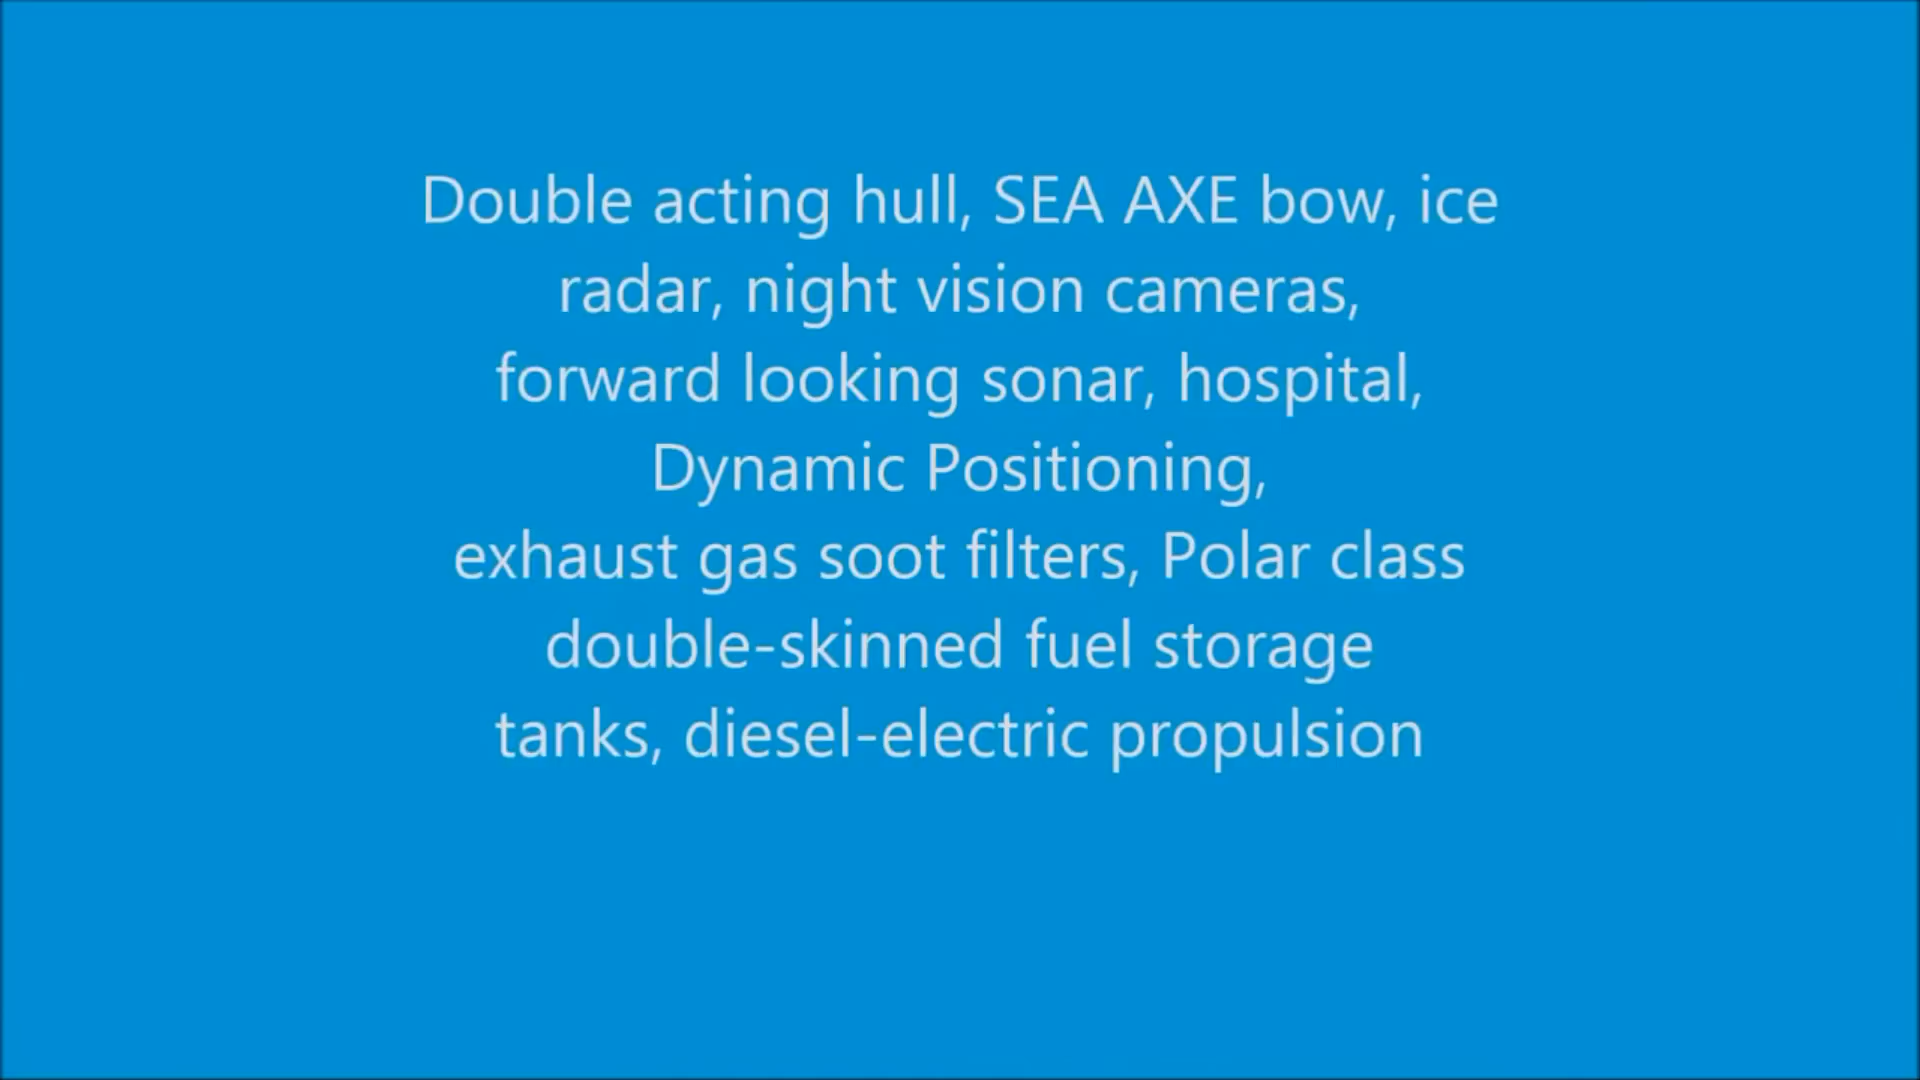 Double acting hull, SEA AXE bow, ice
radar, night vision cameras,
forward looking sonar, hospital,
Dynamic Positioning,
exhaust gas soot filters, Polar class
double-skinned fuel storage
tanks, diesel-electric propulsion